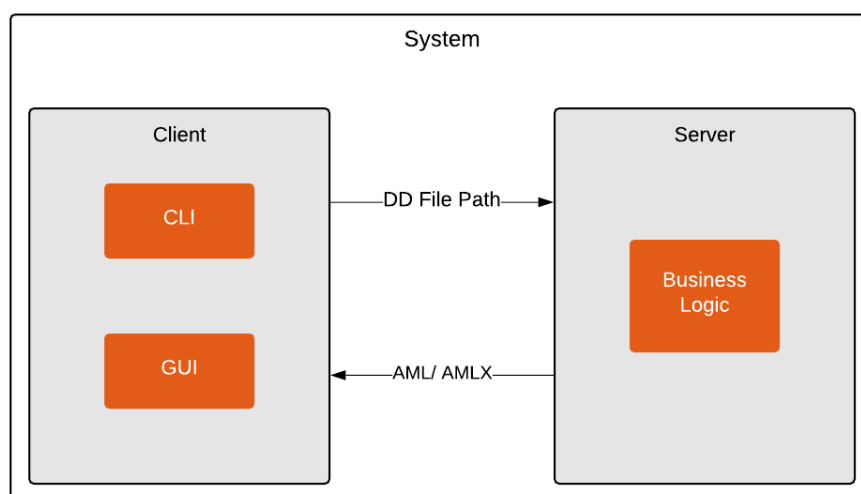 System
Client
Server
CLI
DD File Path
Business
Logic
GUI
AML/ AMLX